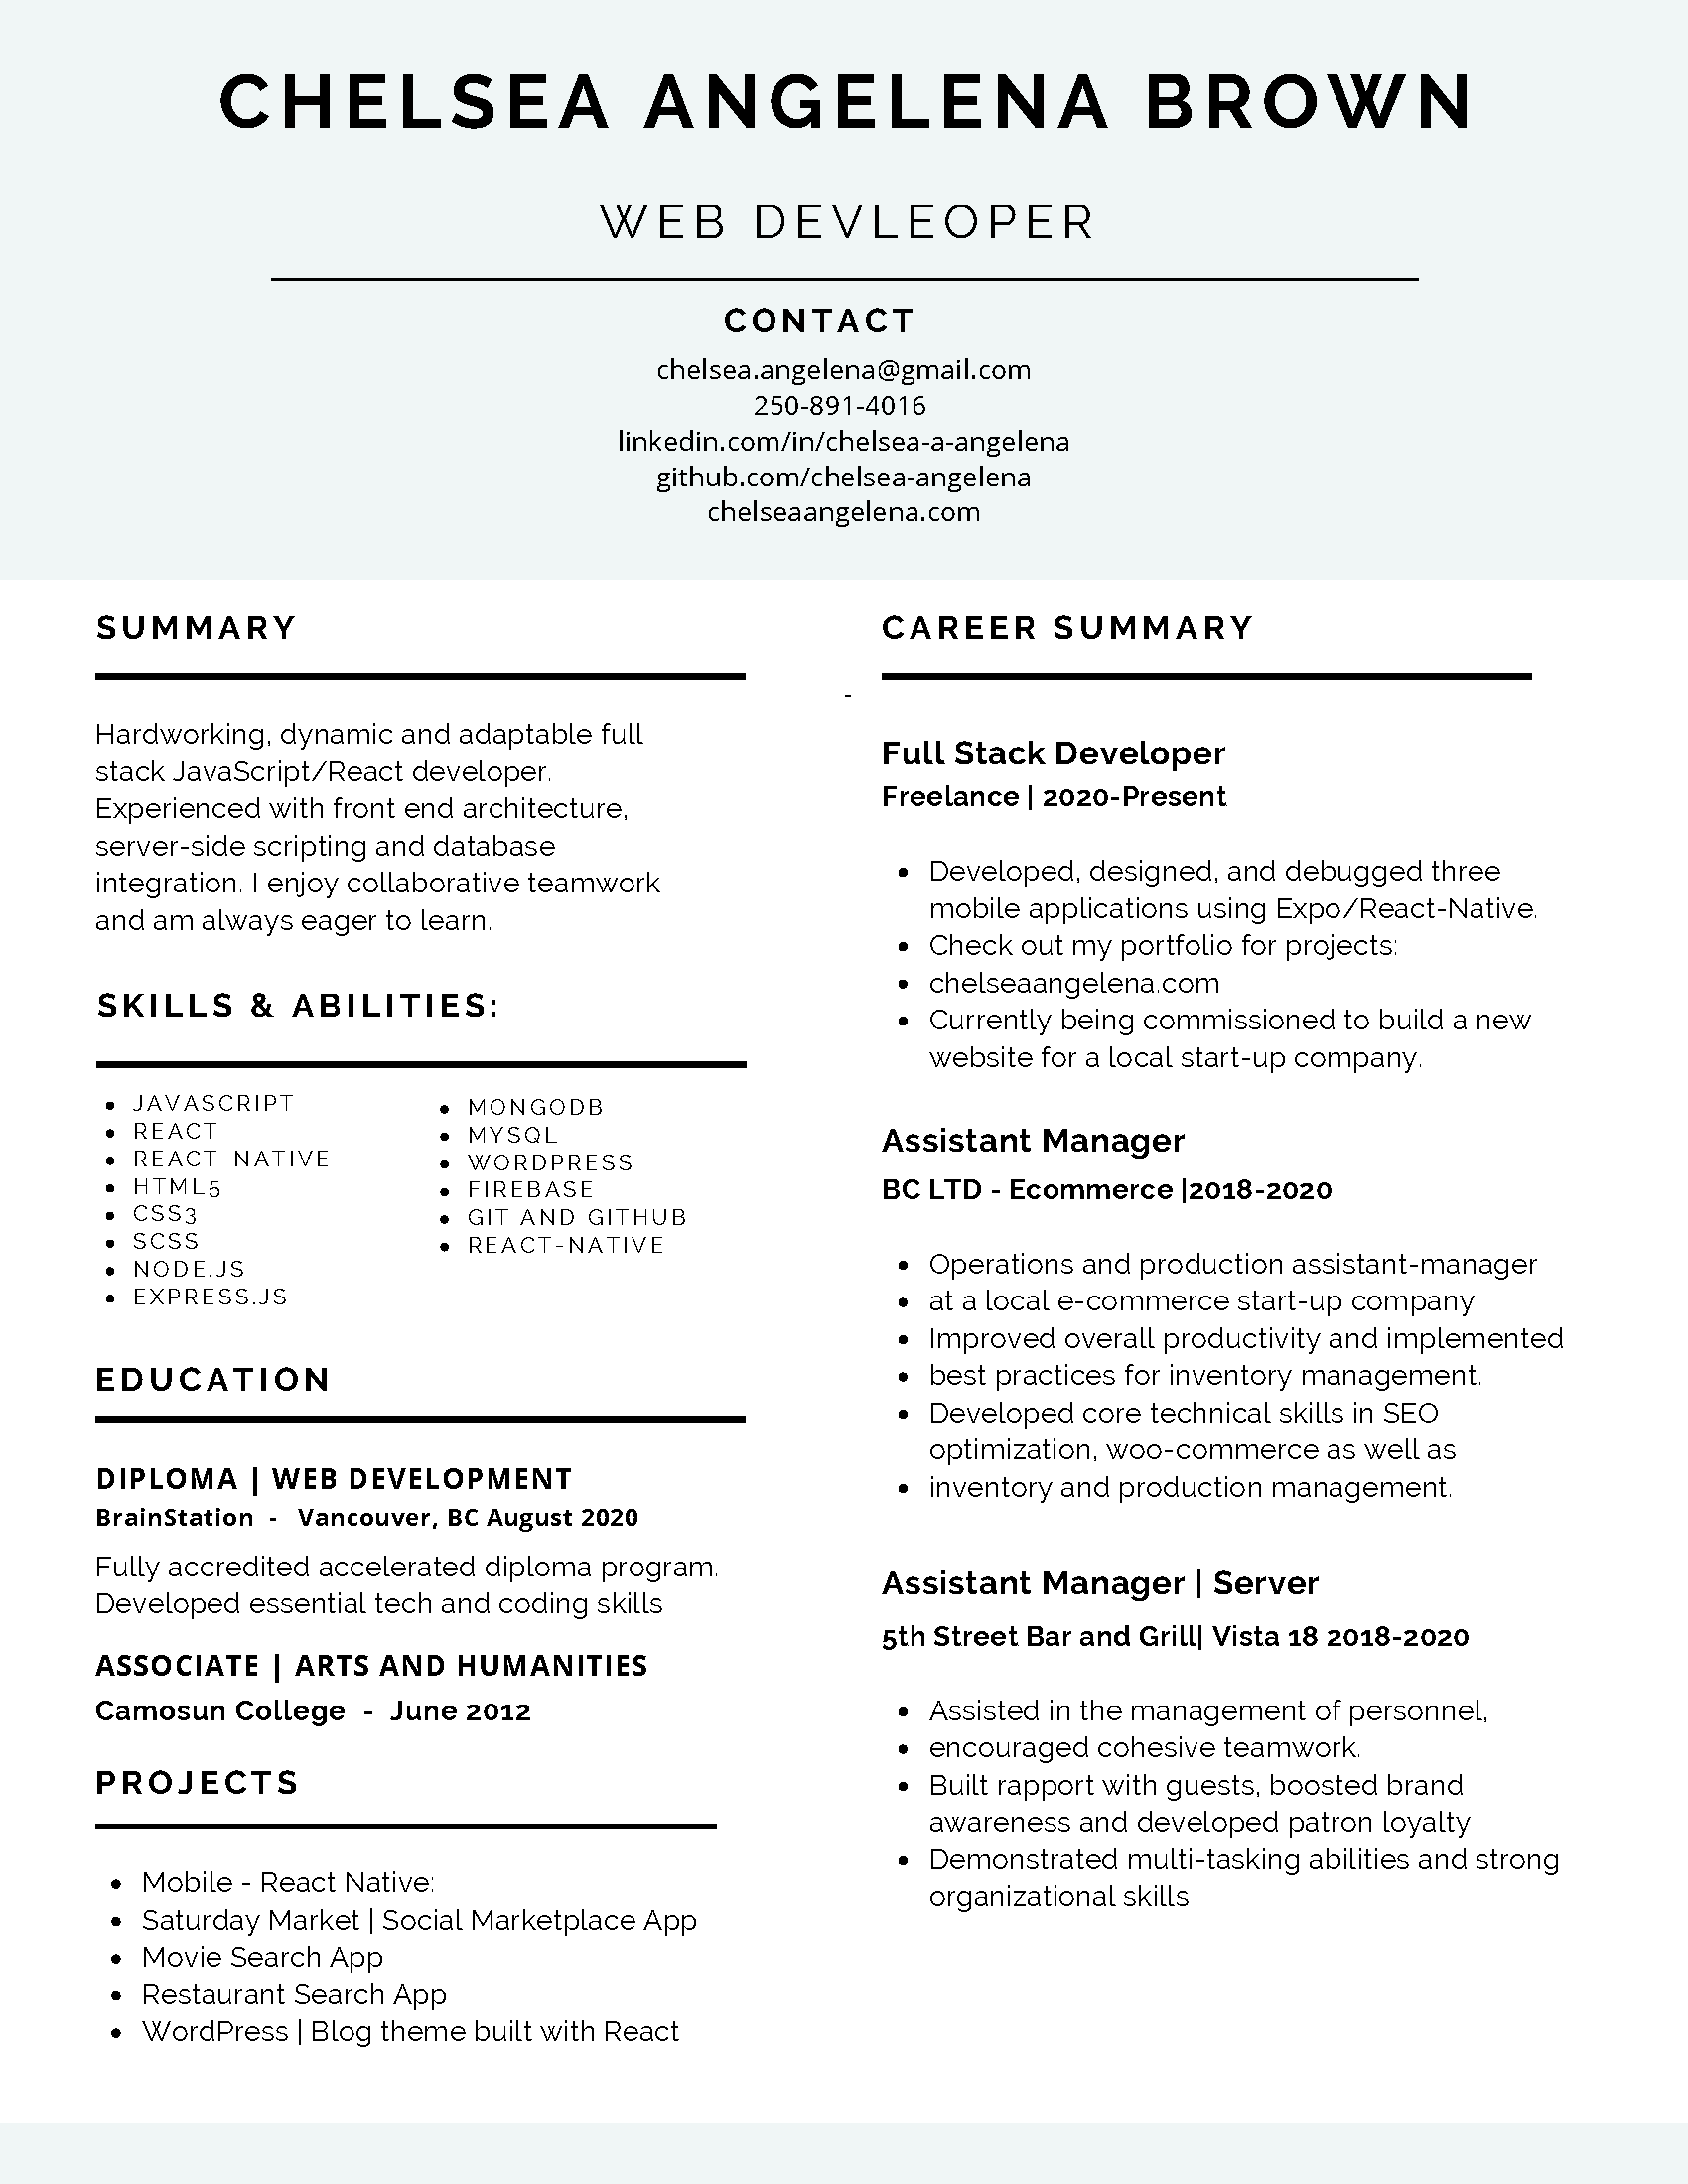 CHELSEA ANGELENA BROWN
WEB DEVLEOPER
CONTACT
chelsea.angelena@gmail.com
250-891-4016
linkedin.com/in/chelsea-a-angelena
github.com/chelsea-angelena
chelseaangelena.com
SUMMARY
Hardworking, dynamic and adaptable full
stack JavaScript/React developer.
Experienced with front end architecture,
server-side scripting and database
integration. I enjoy collaborative teamwork
and am always eager to learn.
SKILLS & ABILITIES:
• JAVASCRIPT
• REACT
• REACT-NATIVE
• HTML5
• CSS3
• SCSS
• NODE.JS
• EXPRESS.JS
• MONGODB
• MYSQL
• WORDPRESS
• FIREBASE
• GIT AND GITHUB
• REACT-NATIVE
EDUCATION
DIPLOMA | WEB DEVELOPMENT
BrainStation - Vancouver, BC August 2020
Fully accredited accelerated diploma program.
Developed essential tech and coding skills
ASSOCIATE | ARTS AND HUMANITIES
Camosun College - June 2012
PROJECTS
• Mobile - React Native:
• Saturday Market | Social Marketplace App
• Movie Search App
• Restaurant Search App
• WordPress | Blog theme built with React
CAREER SUMMARY
-
Full Stack Developer
Freelance | 2020-Present
• Developed, designed, and debugged three
mobile applications using Expo/React-Native.
• Check out my portfolio for projects:
• chelseaangelena.com
• Currently being commissioned to build a new
website for a local start-up company.
Assistant Manager
BC LTD - Ecommerce |2018-2020
• Operations and production assistant-manager
• at a local e-commerce start-up company.
• Improved overall productivity and implemented
• best practices for inventory management.
• Developed core technical skills in SEO
optimization, woo-commerce as well as
• inventory and production management.
Assistant Manager | Server
5th Street Bar and Grill| Vista 18 2018-2020
• Assisted in the management of personnel,
• encouraged cohesive teamwork.
• Built rapport with guests, boosted brand
awareness and developed patron loyalty
• Demonstrated multi-tasking abilities and strong
organizational skills